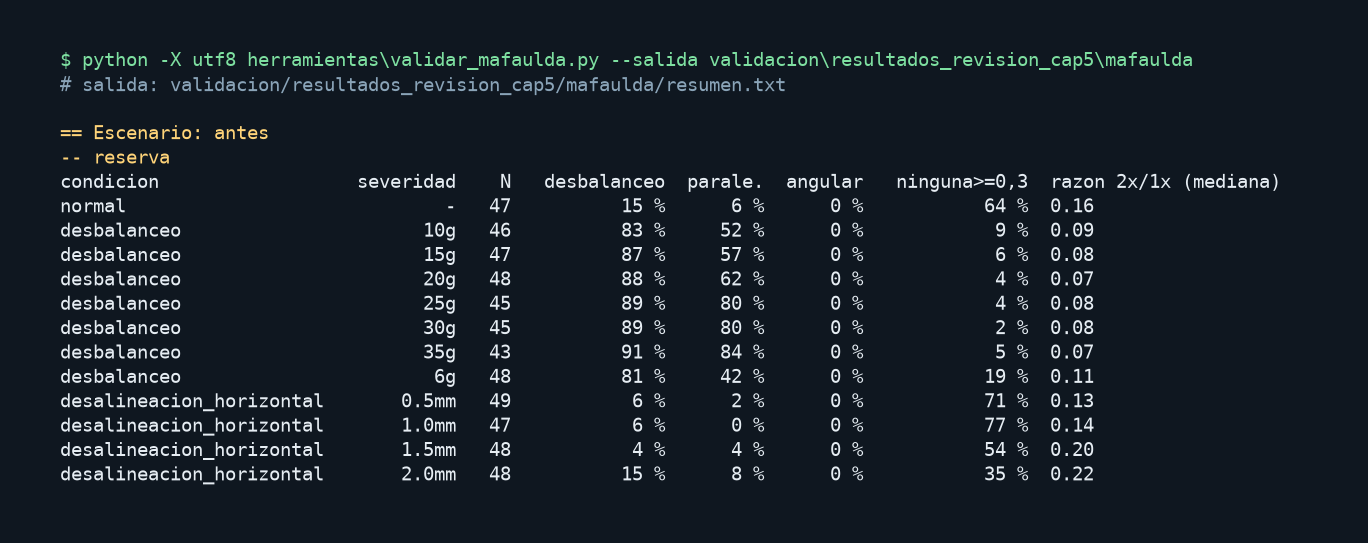 $ python -X utf8 herramientas\validar_mafaulda.py --salida validacion\resultados_revision_cap5\mafaulda
# salida: validacion/resultados_revision_cap5/mafaulda/resumen.txt
== Escenario: antes
-- reserva
condicion severidad N desbalanceo parale. angular ninguna>=0,3 razon 2x/1x (mediana)
normal - 47 15 % 6 % 0 % 64 % 0.16
desbalanceo 10g 46 83 % 52 % 0 % 9 % 0.09
desbalanceo 15g 47 87 % 57 % 0 % 6 % 0.08
desbalanceo 20g 48 88 % 62 % 0 % 4 % 0.07
desbalanceo 25g 45 89 % 80 % 0 % 4 % 0.08
desbalanceo 30g 45 89 % 80 % 0 % 2 % 0.08
desbalanceo 35g 43 91 % 84 % 0 % 5 % 0.07
desbalanceo 6g 48 81 % 42 % 0 % 19 % 0.11
desalineacion_horizontal 0.5mm 49 6 % 2 % 0 % 71 % 0.13
desalineacion_horizontal 1.0mm 47 6 % 0 % 0 % 77 % 0.14
desalineacion_horizontal 1.5mm 48 4 % 4 % 0 % 54 % 0.20
desalineacion_horizontal 2.0mm 48 15 % 8 % 0 % 35 % 0.22